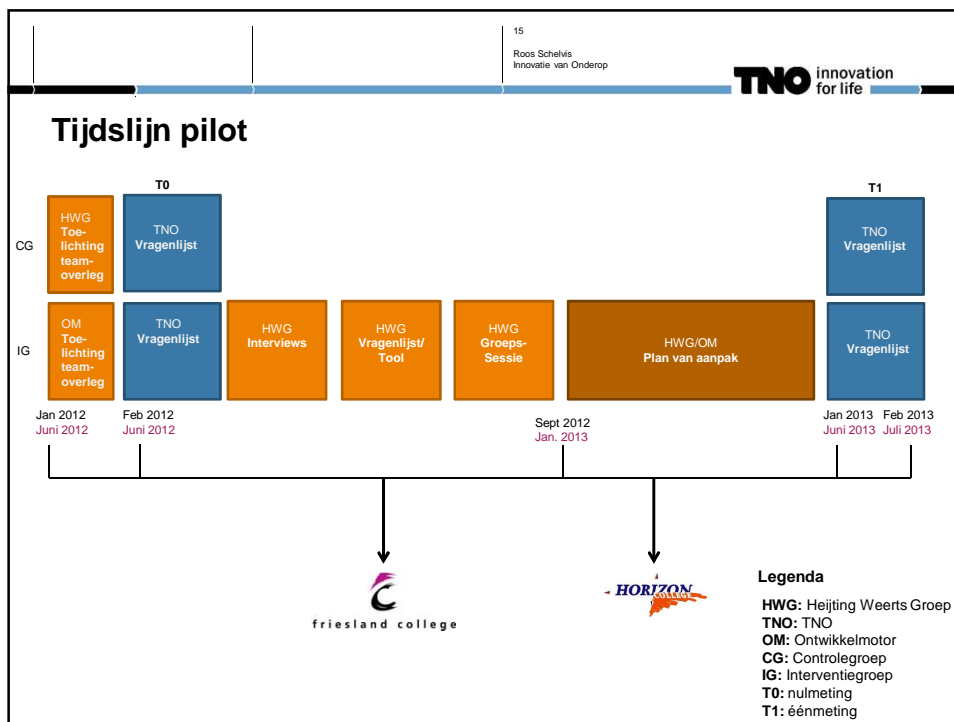 15
Roos Schelvis
Innovatie van Onderop
TNO innovation
for life
Tijdslijn pilot
T0
T1
CG
HWG
Toe-
lichting
team-
overleg
TNO
Vragenlijst
TNO
Vragenlijst
IG
OM
Toe-
lichting
team-
overleg
TNO
Vragenlijst
HWG
Interviews
HWG
Vragenlijst/
Tool
HWG
Groeps-
Sessie
HWG/OM
Plan van aanpak
TNO
Vragenlijst
Jan 2012
Juni 2012
Feb 2012
Juni 2012
Sept 2012
Jan. 2013
Jan 2013
Juni 2013
Feb 2013
Juli 2013
friesland college
HORIZON
COLLEGE
Legenda
HWG: Heijting Weerts Groep
TNO: TNO
OM: Ontwikkelmotor
CG: Controlegroep
IG: Interventiegroep
T0: nulmeting
T1: éénmeting